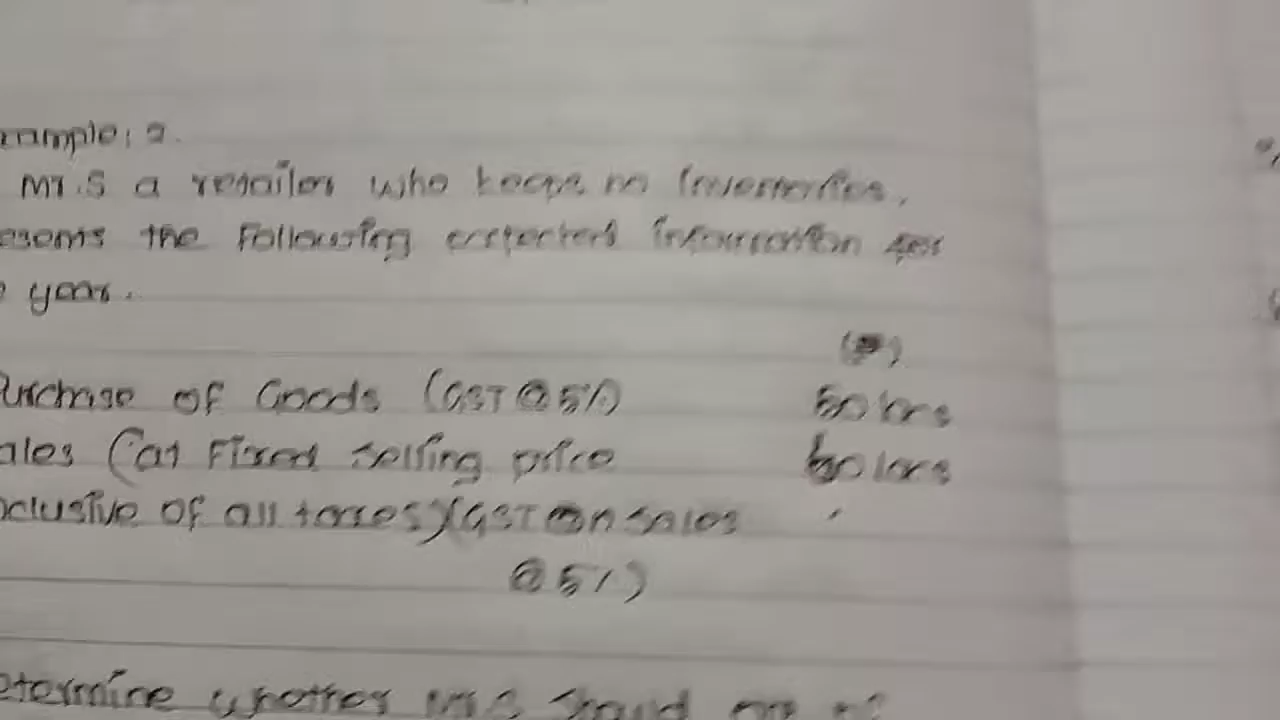 xample: 2.
Mr.S a retailer who keeps no Inventories,
esents the Following expected information for
year.
(₹)
urchase of Goods (GST @ 5%)
50 lacs
ales (at Fixed selling price
60 lacs
nclusive of all taxes) (GST on sales
@ 5%)
etermine whether Mr.S should